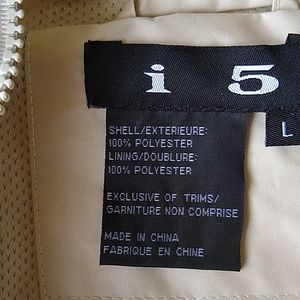 i 5
L
SHELL/EXTERIEURE:
100% POLYESTER
LINING/DOUBLURE:
100% POLYESTER
EXCLUSIVE OF TRIMS/
GARNITURE NON COMPRISE
MADE IN CHINA
FABRIQUE EN CHINE